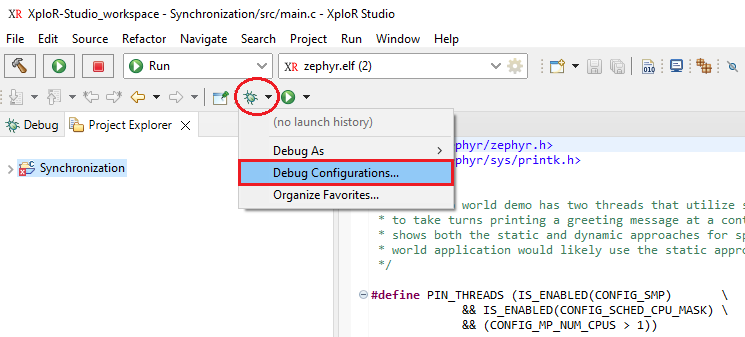 XR XploR-Studio_workspace - Synchronization/src/main.c - XploR Studio
File Edit Source Refactor Navigate Search Project Run Window Help
Run XR zephyr.elf (2)
010
Debug Project Explorer
(no launch history)
Debug As
Debug Configurations...
Organize Favorites...
Synchronization
phyr/zephyr.h>
phyr/sys/printk.h>
world demo has two threads that utilize s
* to take turns printing a greeting message at a cont
* shows both the static and dynamic approaches for sp
* world application would likely use the static appro
*/
#define PIN_THREADS (IS_ENABLED(CONFIG_SMP) \
&& IS_ENABLED(CONFIG_SCHED_CPU_MASK) \
&& (CONFIG_MP_NUM_CPUS > 1))